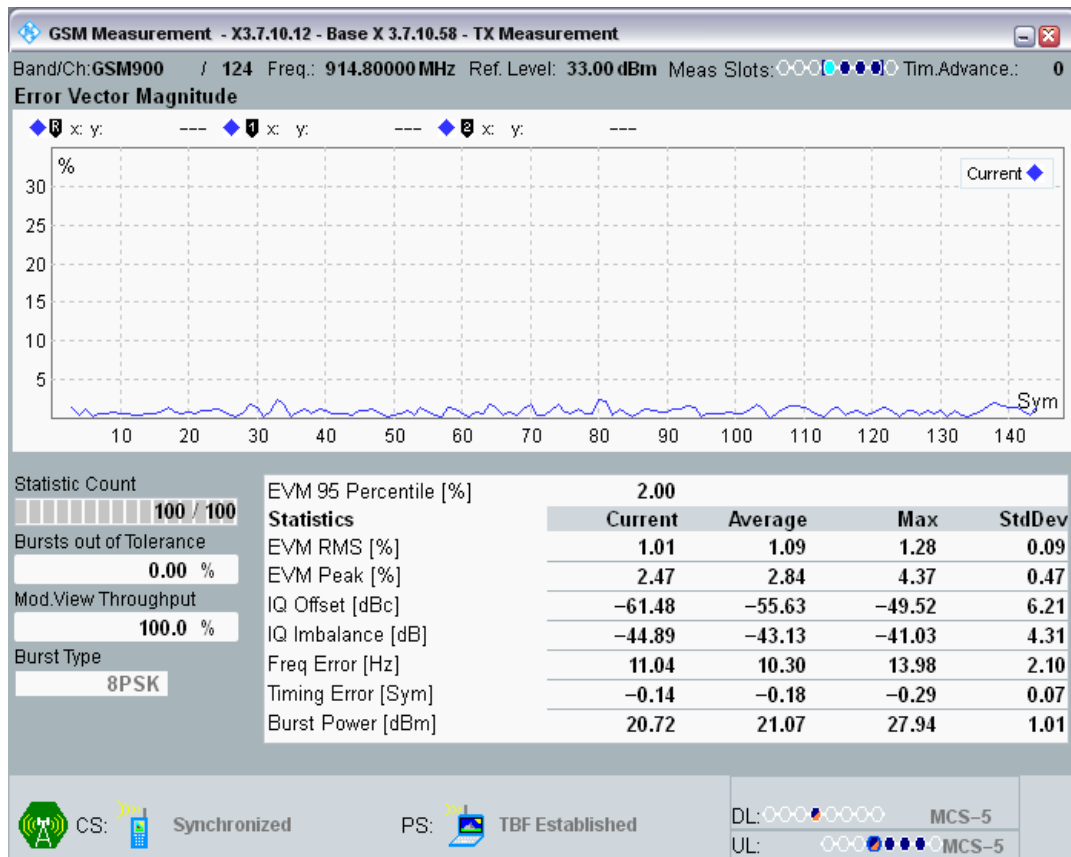 GSM Measurement - X3.7.10.12 - Base X 3.7.10.58 - TX Measurement
Band/Ch:GSM900 / 124 Freq.: 914.80000 MHz Ref. Level: 33.00 dBm Meas Slots: Tim.Advance.: 0
Error Vector Magnitude
R x: y: --- 1 x: y: --- 2 x: y: ---
%
Current
30
25
20
15
10
5
Sym
10 20 30 40 50 60 70 80 90 100 110 120 130 140
Statistic Count
100 / 100
Bursts out of Tolerance
0.00 %
Mod.View Throughput
100.0 %
Burst Type
8PSK
EVM 95 Percentile [%] 2.00
Statistics Current Average Max StdDev
EVM RMS [%] 1.01 1.09 1.28 0.09
EVM Peak [%] 2.47 2.84 4.37 0.47
IQ Offset [dBc] −61.48 −55.63 −49.52 6.21
IQ Imbalance [dB] −44.89 −43.13 −41.03 4.31
Freq Error [Hz] 11.04 10.30 13.98 2.10
Timing Error [Sym] −0.14 −0.18 −0.29 0.07
Burst Power [dBm] 20.72 21.07 27.94 1.01
CS: Synchronized PS: TBF Established
DL: MCS−5
UL: MCS−5